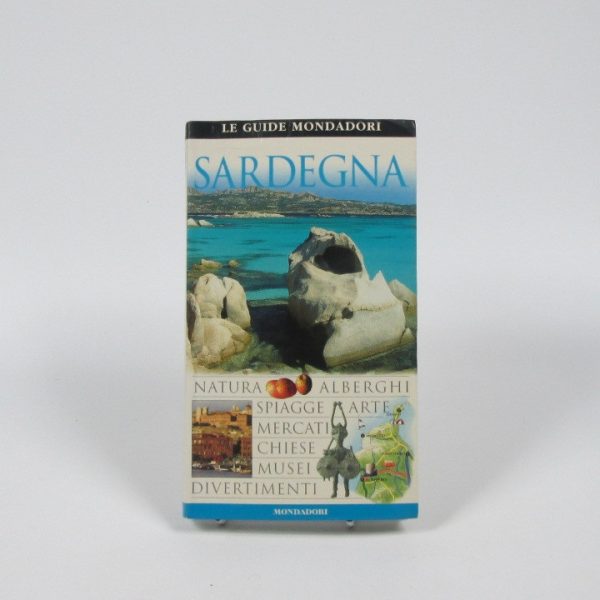 LE GUIDE MONDADORI
SARDEGNA
NATURA ALBERGHI
SPIAGGE ARTE
MERCATI
CHIESE
MUSEI
DIVERTIMENTI
MONDADORI